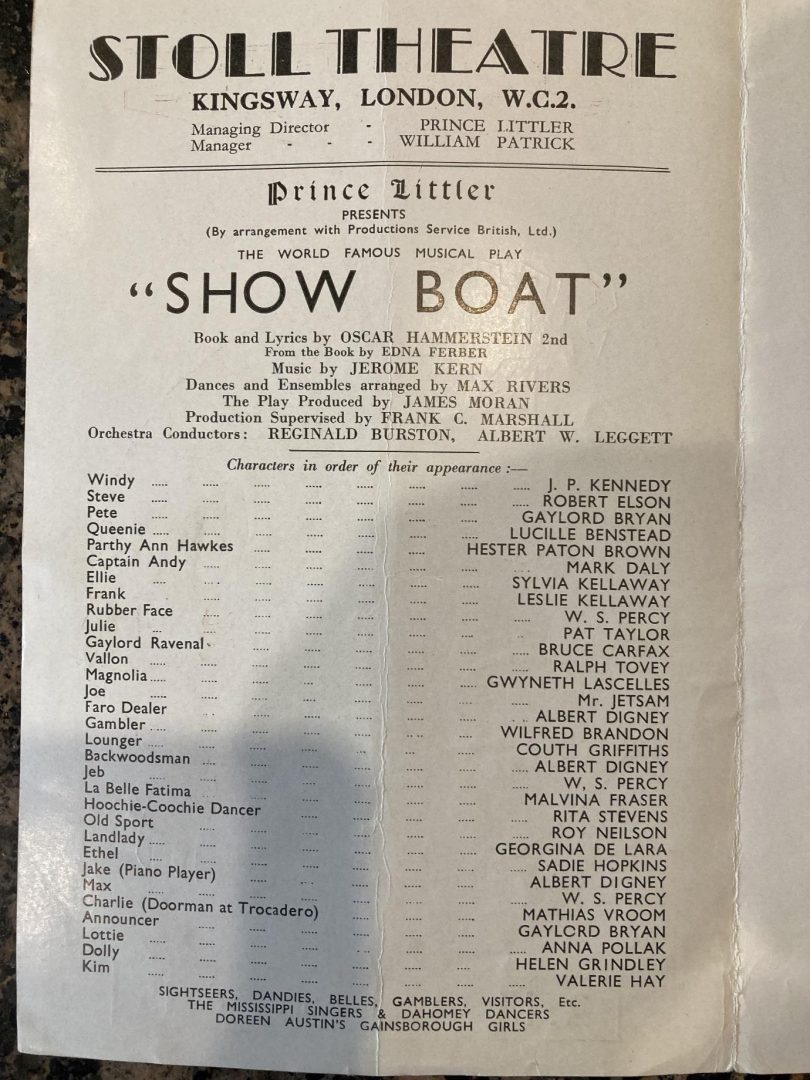 STOLL THEATRE
KINGSWAY, LONDON, W.C.2.
Managing Director - PRINCE LITTLER
Manager - - - WILLIAM PATRICK
Prince Littler
PRESENTS
(By arrangement with Productions Service British, Ltd.)
THE WORLD FAMOUS MUSICAL PLAY
"SHOW BOAT"
Book and Lyrics by OSCAR HAMMERSTEIN 2nd
From the Book by EDNA FERBER
Music by JEROME KERN
Dances and Ensembles arranged by MAX RIVERS
The Play Produced by JAMES MORAN
Production Supervised by FRANK C. MARSHALL
Orchestra Conductors: REGINALD BURSTON, ALBERT W. LEGGETT
Characters in order of their appearance :—
Windy ..... ..... ..... ..... ..... ..... ..... ..... J. P. KENNEDY
Steve ..... ..... ..... ..... ..... ..... ..... ..... ROBERT ELSON
Pete ..... ..... ..... ..... ..... ..... ..... GAYLORD BRYAN
Queenie ..... ..... ..... ..... ..... ..... ..... LUCILLE BENSTEAD
Parthy Ann Hawkes ..... ..... ..... ..... HESTER PATON BROWN
Captain Andy ..... ..... ..... ..... ..... ..... ..... MARK DALY
Ellie ..... ..... ..... ..... ..... ..... ..... SYLVIA KELLAWAY
Frank ..... ..... ..... ..... ..... ..... LESLIE KELLAWAY
Rubber Face ..... ..... ..... ..... ..... ..... ..... W. S. PERCY
Julie ..... ..... ..... ..... ..... ..... ..... ..... PAT TAYLOR
Gaylord Ravenal ..... ..... ..... ..... ..... ..... BRUCE CARFAX
Vallon ..... ..... ..... ..... ..... ..... ..... ..... RALPH TOVEY
Magnolia ..... ..... ..... ..... ..... ..... ..... GWYNETH LASCELLES
Joe ..... ..... ..... ..... ..... ..... ..... ..... Mr. JETSAM
Faro Dealer ..... ..... ..... ..... ..... ..... ..... ALBERT DIGNEY
Gambler ..... ..... ..... ..... ..... ..... ..... WILFRED BRANDON
Lounger ..... ..... ..... ..... ..... ..... ..... COUTH GRIFFITHS
Backwoodsman ..... ..... ..... ..... ..... ..... ..... ALBERT DIGNEY
Jeb ..... ..... ..... ..... ..... ..... ..... ..... W, S. PERCY
La Belle Fatima ..... ..... ..... ..... ..... ..... MALVINA FRASER
Hoochie-Coochie Dancer ..... ..... ..... ..... ..... RITA STEVENS
Old Sport ..... ..... ..... ..... ..... ..... ..... ROY NEILSON
Landlady ..... ..... ..... ..... ..... ..... ..... GEORGINA DE LARA
Ethel ..... ..... ..... ..... ..... ..... ..... ..... SADIE HOPKINS
Jake (Piano Player) ..... ..... ..... ..... ..... ..... ALBERT DIGNEY
Max ..... ..... ..... ..... ..... ..... ..... ..... W. S. PERCY
Charlie (Doorman at Trocadero) ..... ..... ..... ..... MATHIAS VROOM
Announcer ..... ..... ..... ..... ..... ..... GAYLORD BRYAN
Lottie ..... ..... ..... ..... ..... ..... ..... ..... ANNA POLLAK
Dolly ..... ..... ..... ..... ..... ..... ..... HELEN GRINDLEY
Kim ..... ..... ..... ..... ..... ..... ..... ..... VALERIE HAY
SIGHTSEERS, DANDIES, BELLES, GAMBLERS, VISITORS, Etc.
THE MISSISSIPPI SINGERS & DAHOMEY DANCERS
DOREEN AUSTIN'S GAINSBOROUGH GIRLS